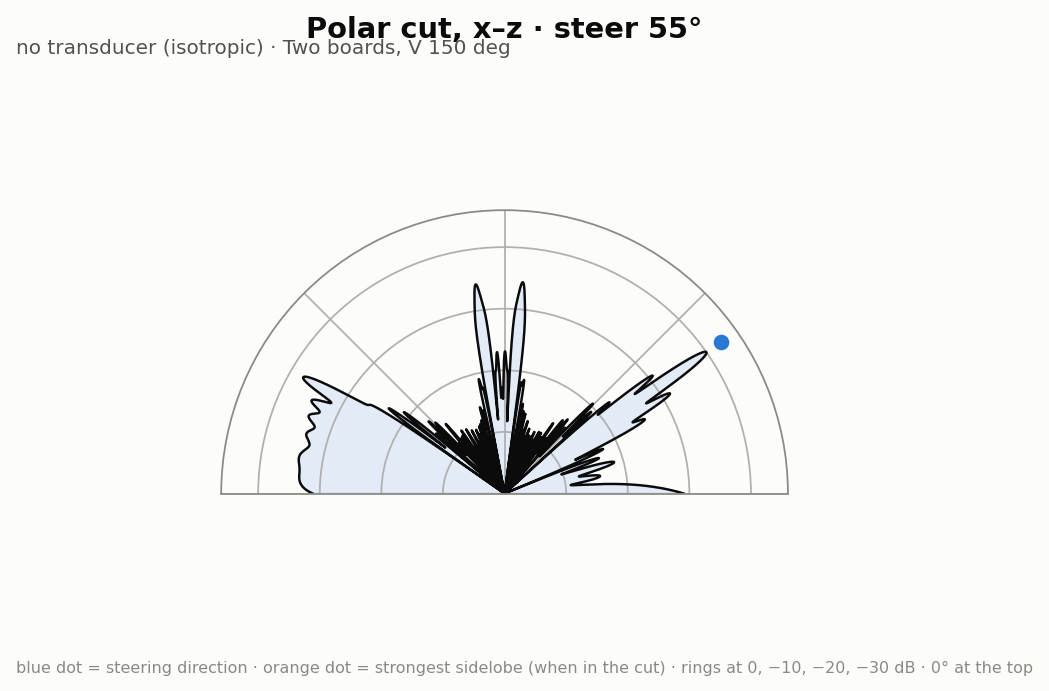 Polar cut, x–z · steer 55°
no transducer (isotropic) · Two boards, V 150 deg
blue dot = steering direction · orange dot = strongest sidelobe (when in the cut) · rings at 0, −10, −20, −30 dB · 0° at the top